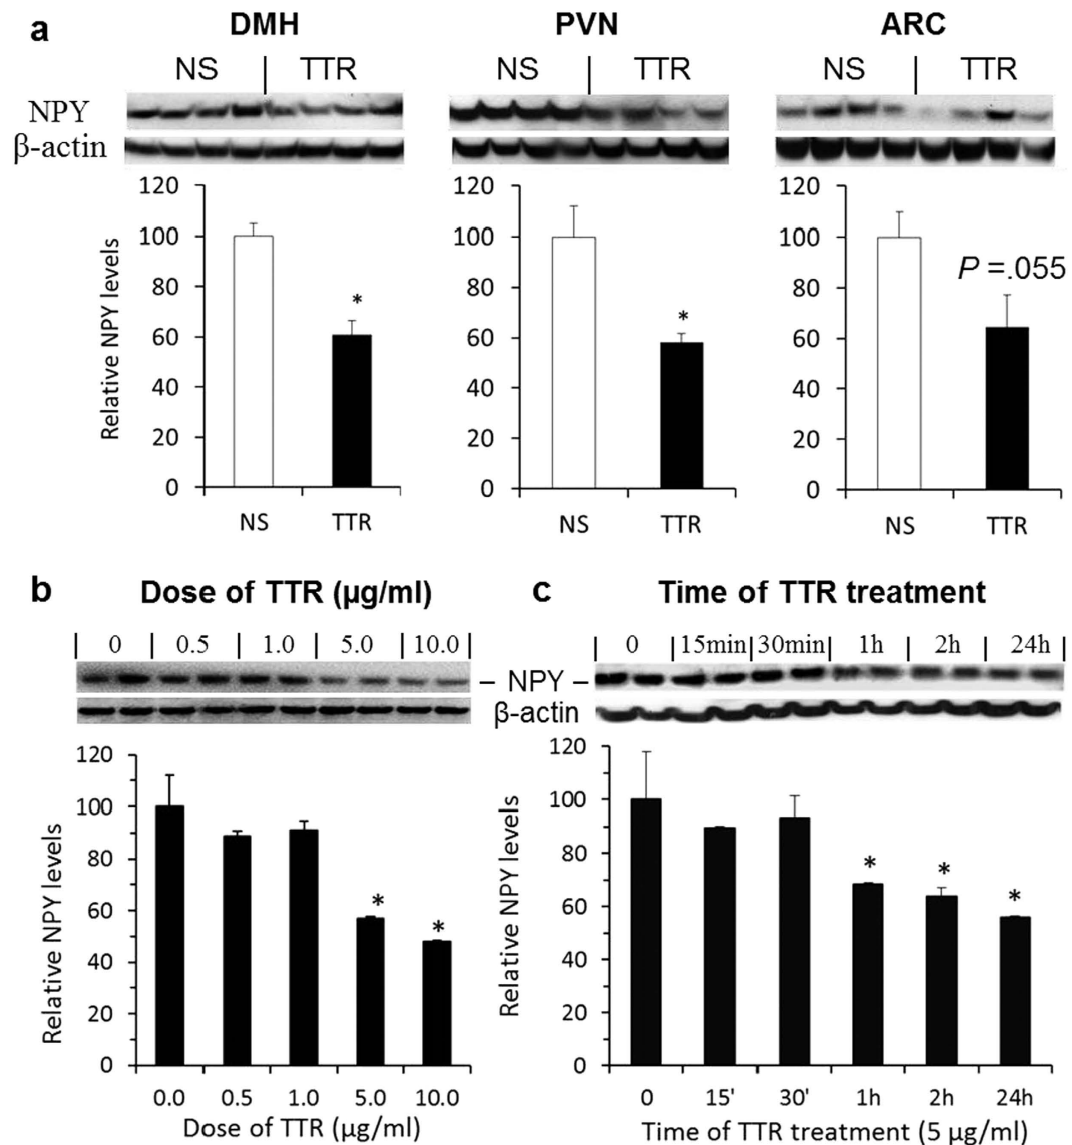 a
DMH PVN ARC
NS | TTR NS | TTR NS | TTR
NPY
β-actin
120 120 120
100 100 100
80 80 80
60 60 60
40 40 40
20 20 20
0 0 0
Relative NPY levels
* * P =.055
NS TTR NS TTR NS TTR
b Dose of TTR (µg/ml)
| 0 | 0.5 | 1.0 | 5.0 | 10.0 |
c Time of TTR treatment
| 0 | 15min | 30min | 1h | 2h | 24h |
– NPY –
β-actin
120
100
80
60
40
20
0
Relative NPY levels
* *
0.0 0.5 1.0 5.0 10.0
Dose of TTR (µg/ml)
120
100
80
60
40
20
0
Relative NPY levels
* * *
0 15' 30' 1h 2h 24h
Time of TTR treatment (5 µg/ml)